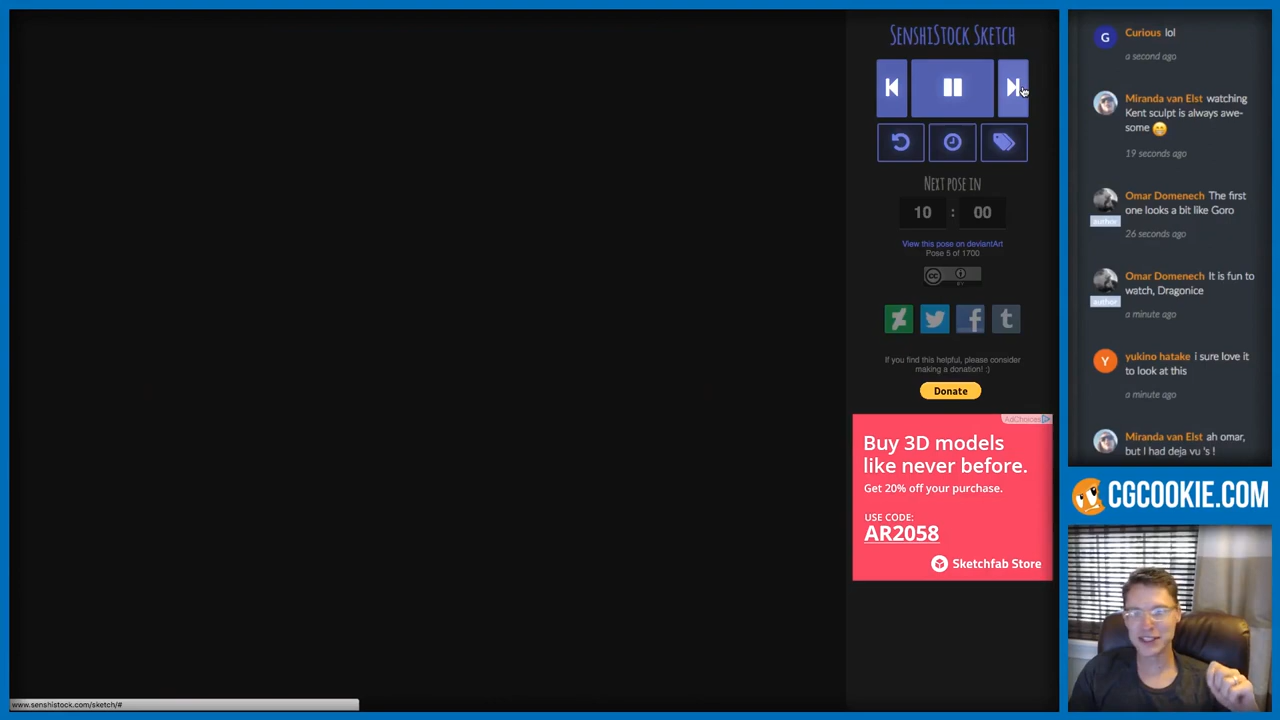 SenshiStock Sketch
Next pose in
10 : 00
View this pose on deviantArt
Pose 5 of 1700
cc
BY
f
t
If you find this helpful, please consider
making a donation! :)
Donate
AdChoices
Buy 3D models
like never before.
Get 20% off your purchase.
USE CODE:
AR2058
Sketchfab Store
www.senshistock.com/sketch/#
G
Curious lol
a second ago
Miranda van Elst watching
Kent sculpt is always awe-
some
19 seconds ago
Omar Domenech The first
one looks a bit like Goro
author
26 seconds ago
Omar Domenech It is fun to
watch, Dragonice
author
a minute ago
Y
yukino hatake i sure love it
to look at this
a minute ago
Miranda van Elst ah omar,
but I had deja vu 's !
CGCOOKIE.COM